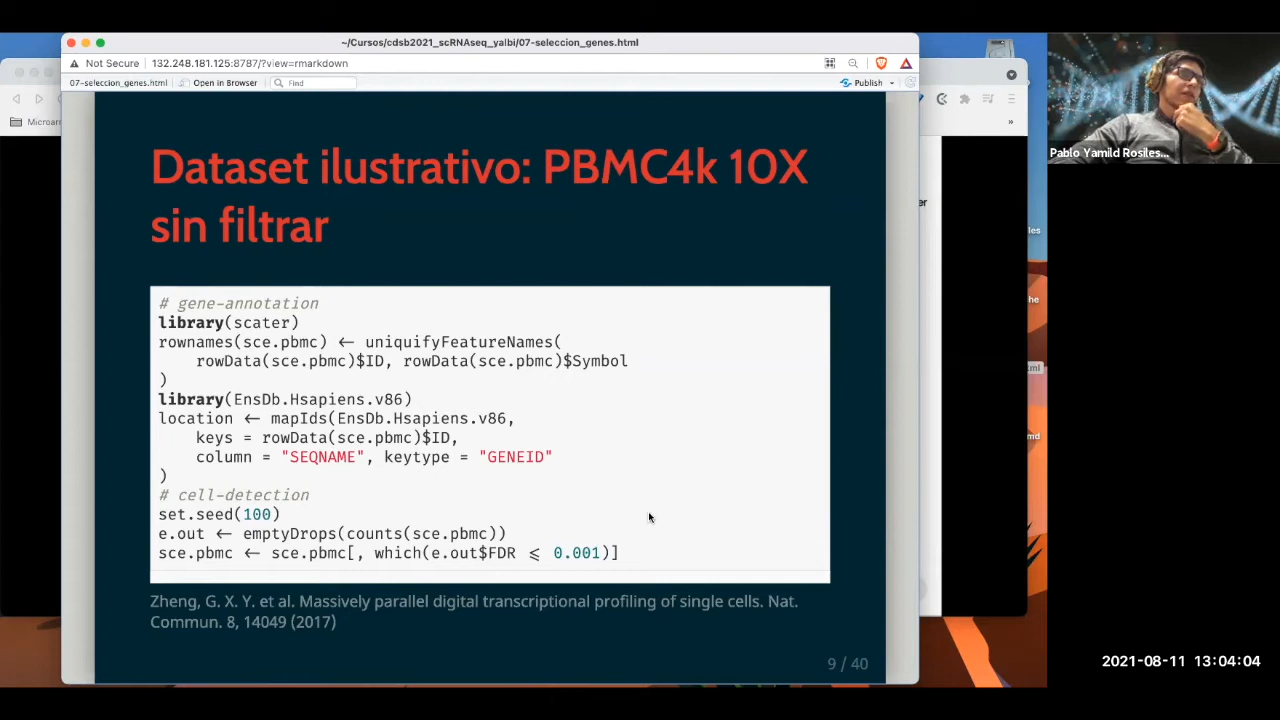 ~/Cursos/cdsb2021_scRNAseq_yalbi/07-seleccion_genes.html
Not Secure
132.248.181.125:8787/?view=rmarkdown
07-seleccion_genes.html
Open in Browser
Find
Publish
Microar
»
Dataset ilustrativo: PBMC4k 10X
sin filtrar
# gene-annotation
library(scater)
rownames(sce.pbmc) <- uniquifyFeatureNames(
rowData(sce.pbmc)$ID, rowData(sce.pbmc)$Symbol
)
library(EnsDb.Hsapiens.v86)
location <- mapIds(EnsDb.Hsapiens.v86,
keys = rowData(sce.pbmc)$ID,
column = "SEQNAME", keytype = "GENEID"
)
# cell-detection
set.seed(100)
e.out <- emptyDrops(counts(sce.pbmc))
sce.pbmc <- sce.pbmc[, which(e.out$FDR <= 0.001)]
Zheng, G. X. Y. et al. Massively parallel digital transcriptional profiling of single cells. Nat.
Commun. 8, 14049 (2017)
9 / 40
Pablo Yamild Rosiles...
2021-08-11 13:04:04